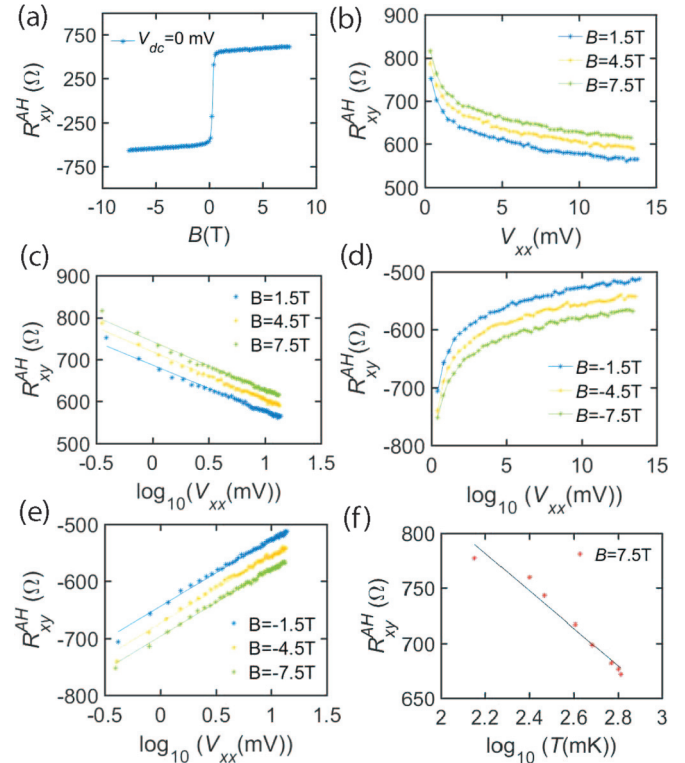 (a)
V_dc=0 mV
R_xy^AH (Ω)
750
250
-250
-750
-10
-5
0
5
10
B(T)
(b)
R_xy^AH (Ω)
900
800
700
600
500
B=1.5T
B=4.5T
B=7.5T
0
5
10
15
V_xx(mV)
(c)
R_xy^AH (Ω)
900
800
700
600
500
B=1.5T
B=4.5T
B=7.5T
-0.5
0
0.5
1
1.5
log10(V_xx(mV))
(d)
R_xy^AH (Ω)
-500
-600
-700
-800
B=-1.5T
B=-4.5T
B=-7.5T
0
5
10
15
log10 (V_xx(mV))
(e)
R_xy^AH (Ω)
-500
-600
-700
-800
B=-1.5T
B=-4.5T
B=-7.5T
-0.5
0
0.5
1
1.5
log10 (V_xx(mV))
(f)
R_xy^AH (Ω)
800
750
700
650
B=7.5T
2
2.2
2.4
2.6
2.8
3
log10 (T(mK))